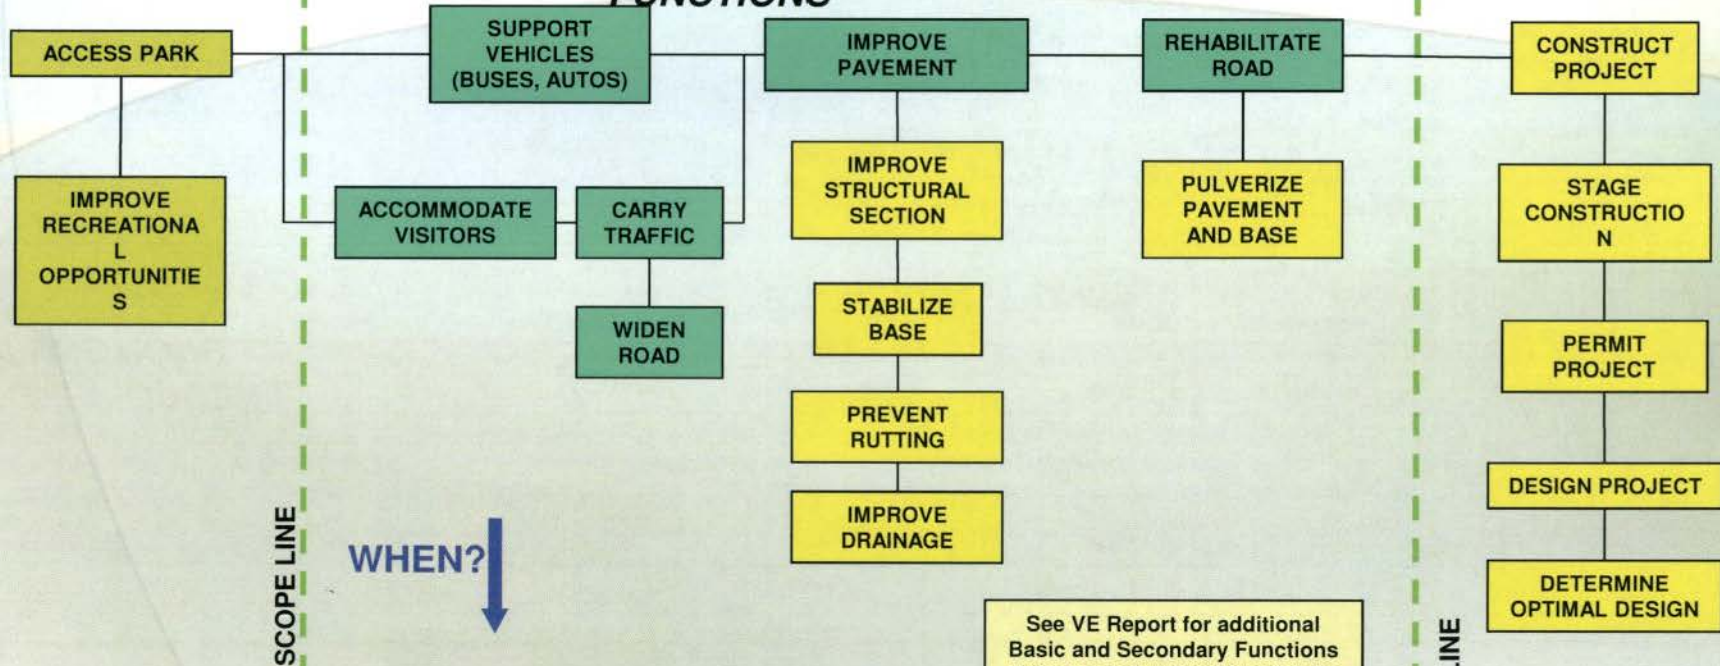 FUNCTIONS
ACCESS PARK
SUPPORT
VEHICLES
(BUSES, AUTOS)
IMPROVE
PAVEMENT
REHABILITATE
ROAD
CONSTRUCT
PROJECT
IMPROVE
RECREATIONA
L
OPPORTUNITIE
S
ACCOMMODATE
VISITORS
CARRY
TRAFFIC
WIDEN
ROAD
IMPROVE
STRUCTURAL
SECTION
STABILIZE
BASE
PREVENT
RUTTING
IMPROVE
DRAINAGE
PULVERIZE
PAVEMENT
AND BASE
STAGE
CONSTRUCTIO
N
PERMIT
PROJECT
DESIGN PROJECT
DETERMINE
OPTIMAL DESIGN
SCOPE LINE
WHEN?
See VE Report for additional
Basic and Secondary Functions
LINE